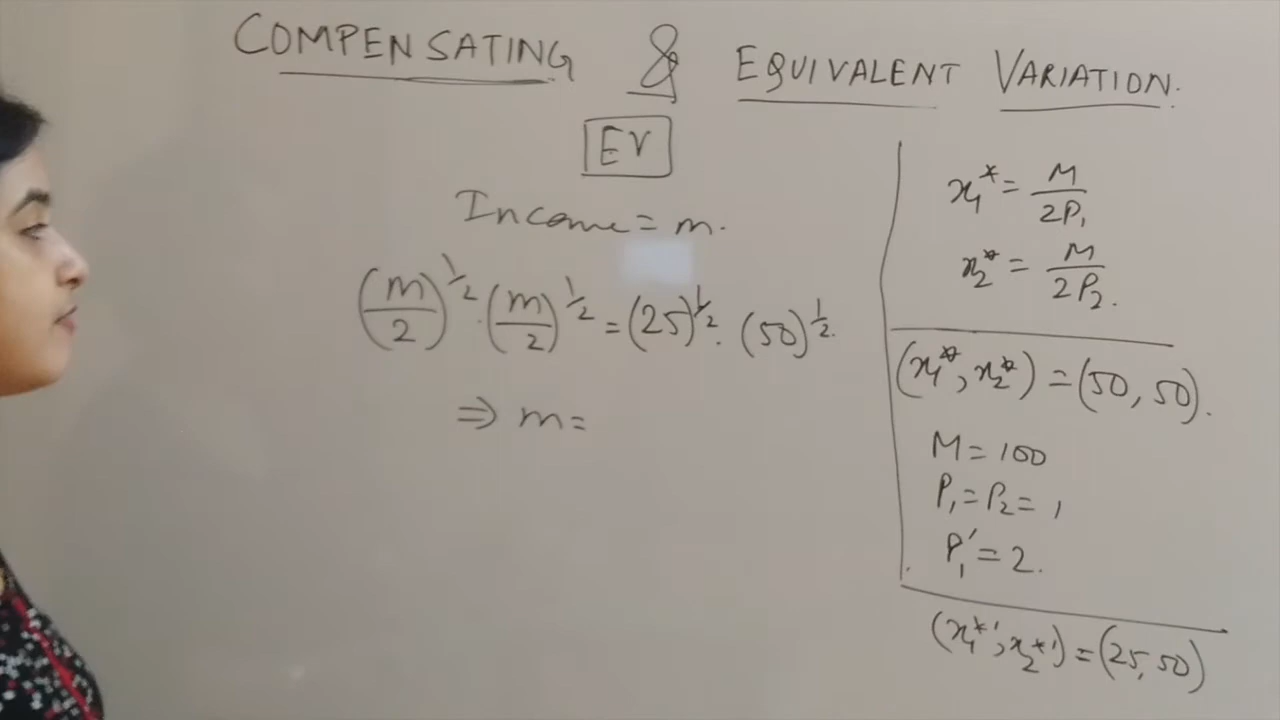 COMPENSATING & EQUIVALENT VARIATION.
EV
Income = m.
(m/2)^1/2 . (m/2)^1/2 = (25)^1/2 . (50)^1/2.
⇒ m =
x₁* = M/2P₁
x₂* = M/2P₂.
(x₁*, x₂*) = (50, 50).
M = 100
P₁ = P₂ = 1
P₁' = 2.
(x₁*', x₂*') = (25, 50)